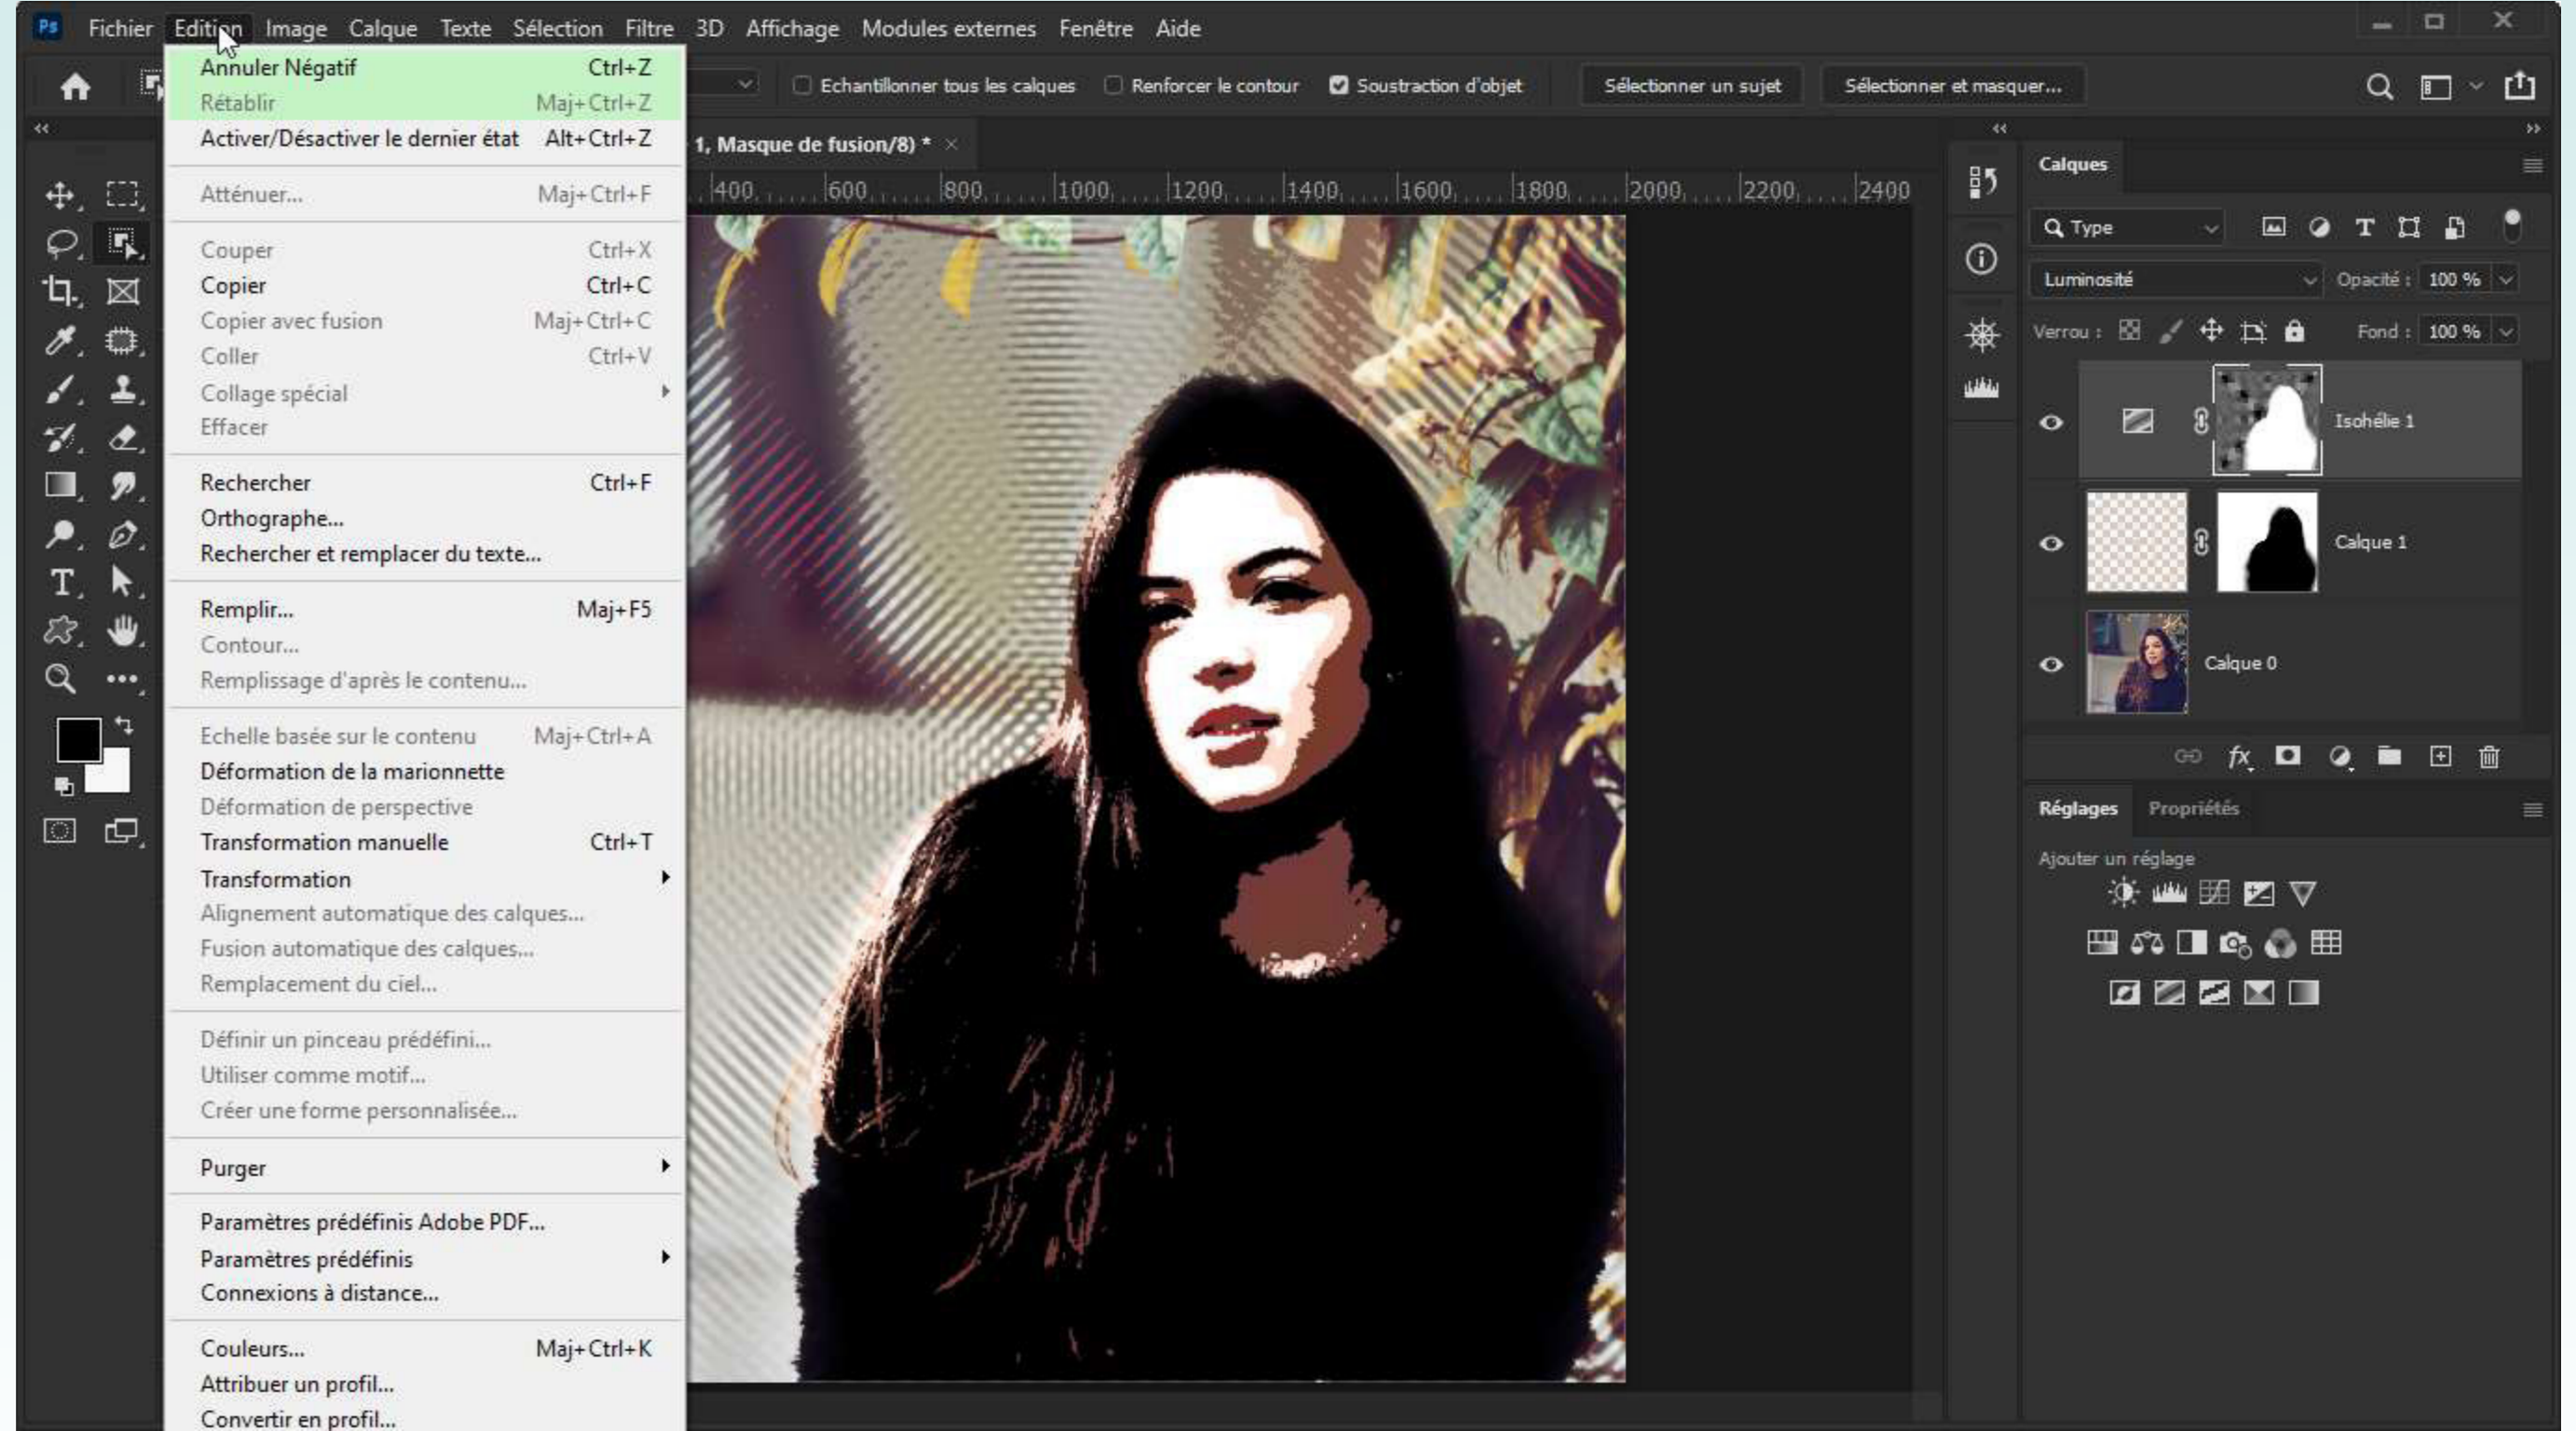 Ps Fichier Edition Image Calque Texte Sélection Filtre 3D Affichage Modules externes Fenêtre Aide
Echantillonner tous les calques Renforcer le contour Soustraction d'objet Sélectionner un sujet Sélectionner et masquer...
1, Masque de fusion/8) *
400 600 800 1000 1200 1400 1600 1800 2000 2200 2400
Annuler Négatif Ctrl+Z
Rétablir Maj+Ctrl+Z
Activer/Désactiver le dernier état Alt+Ctrl+Z
Atténuer... Maj+Ctrl+F
Couper Ctrl+X
Copier Ctrl+C
Copier avec fusion Maj+Ctrl+C
Coller Ctrl+V
Collage spécial
Effacer
Rechercher Ctrl+F
Orthographe...
Rechercher et remplacer du texte...
Remplir... Maj+F5
Contour...
Remplissage d'après le contenu...
Echelle basée sur le contenu Maj+Ctrl+A
Déformation de la marionnette
Déformation de perspective
Transformation manuelle Ctrl+T
Transformation
Alignement automatique des calques...
Fusion automatique des calques...
Remplacement du ciel...
Définir un pinceau prédéfini...
Utiliser comme motif...
Créer une forme personnalisée...
Purger
Paramètres prédéfinis Adobe PDF...
Paramètres prédéfinis
Connexions à distance...
Couleurs... Maj+Ctrl+K
Attribuer un profil...
Convertir en profil...
Calques
Type
Luminosité Opacité : 100 %
Verrou : Fond : 100 %
Isohélie 1
Calque 1
Calque 0
fx
Réglages Propriétés
Ajouter un réglage